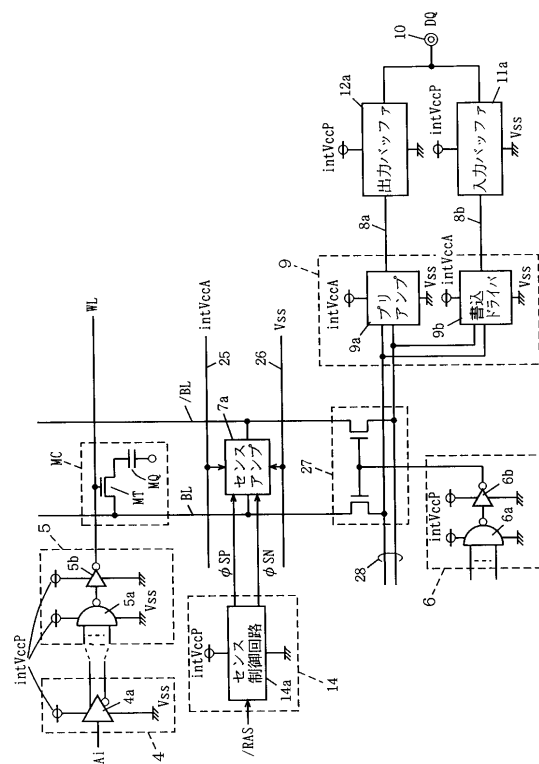 Ai
4
4a
Vss
intVccP
5
5a
5b
Vss
MC
MT
MQ
WL
BL
/BL
/RAS
intVccP
センス
制御回路
14a
14
φSP
φSN
センス
アンプ
7a
intVccA
25
Vss
26
27
28
6
intVccP
6a
6b
9
intVccA
プリ
アンプ
9a
Vss
intVccA
書込
ドライバ
9b
Vss
8a
8b
intVccP
出力バッファ
12a
intVccP
入力バッファ
11a
Vss
10
DQ